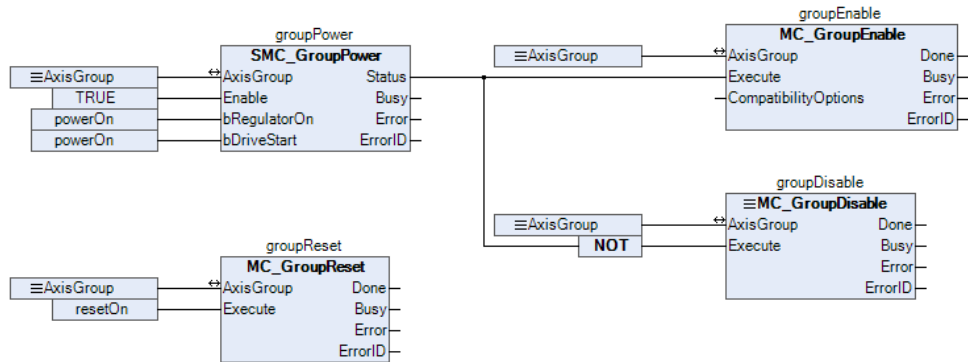 groupPower
SMC_GroupPower
AxisGroup AxisGroup Status
TRUE Enable Busy
powerOn bRegulatorOn Error
powerOn bDriveStart ErrorID
groupEnable
MC_GroupEnable
AxisGroup AxisGroup Done
Execute Busy
CompatibilityOptions Error
ErrorID
groupDisable
MC_GroupDisable
AxisGroup AxisGroup Done
NOT Execute Busy
Error
ErrorID
groupReset
MC_GroupReset
AxisGroup AxisGroup Done
resetOn Execute Busy
Error
ErrorID